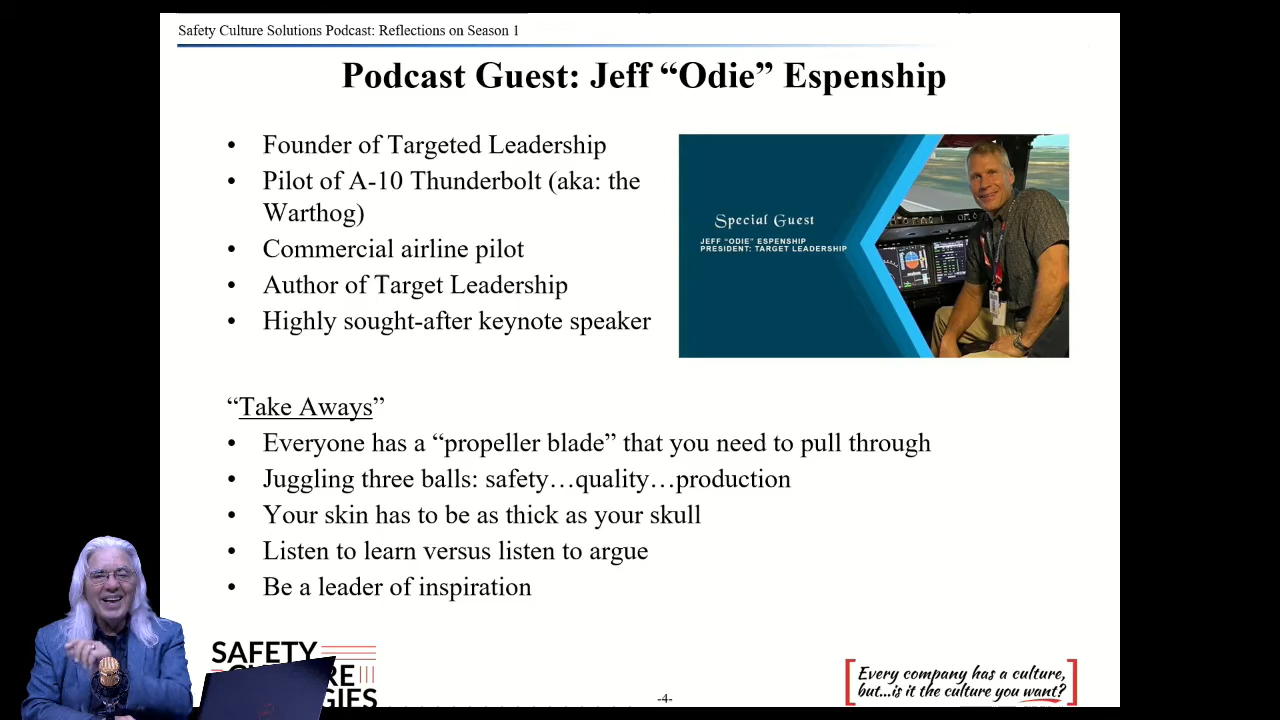 Safety Culture Solutions Podcast: Reflections on Season 1
Podcast Guest: Jeff “Odie” Espenship
• Founder of Targeted Leadership
• Pilot of A-10 Thunderbolt (aka: the
Warthog)
• Commercial airline pilot
• Author of Target Leadership
• Highly sought-after keynote speaker
Special Guest
JEFF "ODIE" ESPENSHIP
PRESIDENT: TARGET LEADERSHIP
“Take Aways”
• Everyone has a “propeller blade” that you need to pull through
• Juggling three balls: safety…quality…production
• Your skin has to be as thick as your skull
• Listen to learn versus listen to argue
• Be a leader of inspiration
SAFETY
-4-
Every company has a culture,
but...is it the culture you want?